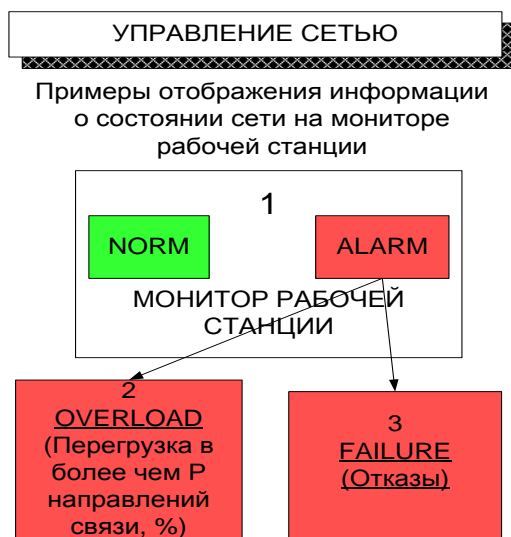 УПРАВЛЕНИЕ СЕТЬЮ
Примеры отображения информации
о состоянии сети на мониторе
рабочей станции
1
NORM
ALARM
МОНИТОР РАБОЧЕЙ
СТАНЦИИ
2
OVERLOAD
(Перегрузка в
более чем P
направлений
связи, %)
3
FAILURE
(Отказы)